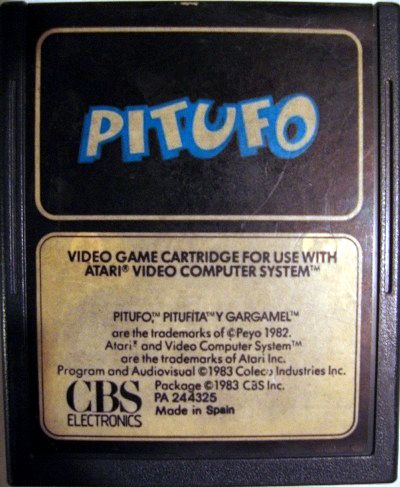 PITUFO
VIDEO GAME CARTRIDGE FOR USE WITH
ATARI® VIDEO COMPUTER SYSTEM™
PITUFO,™ PITUFITA™ Y GARGAMEL™
are the trademarks of ©Peyo 1982.
Atari® and Video Computer System™
are the trademarks of Atari Inc.
Program and Audiovisual ©1983 Coleco Industries Inc.
Package ©1983 CBS Inc.
PA 244325
Made in Spain
CBS
ELECTRONICS